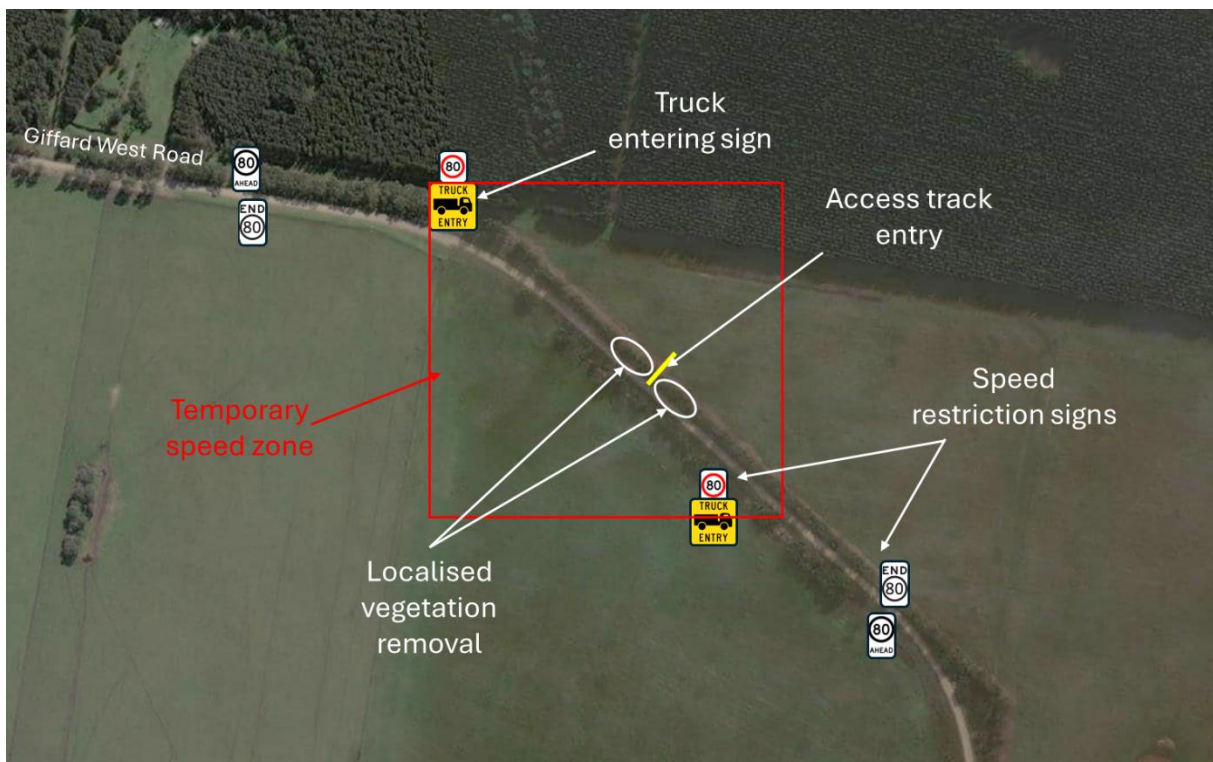 Truck
entering sign
Giffard West Road
80
AHEAD
END
80
80
TRUCK
ENTRY
Access track
entry
Temporary
speed zone
Speed
restriction signs
80
TRUCK
ENTRY
Localised
vegetation
removal
END
80
80
AHEAD